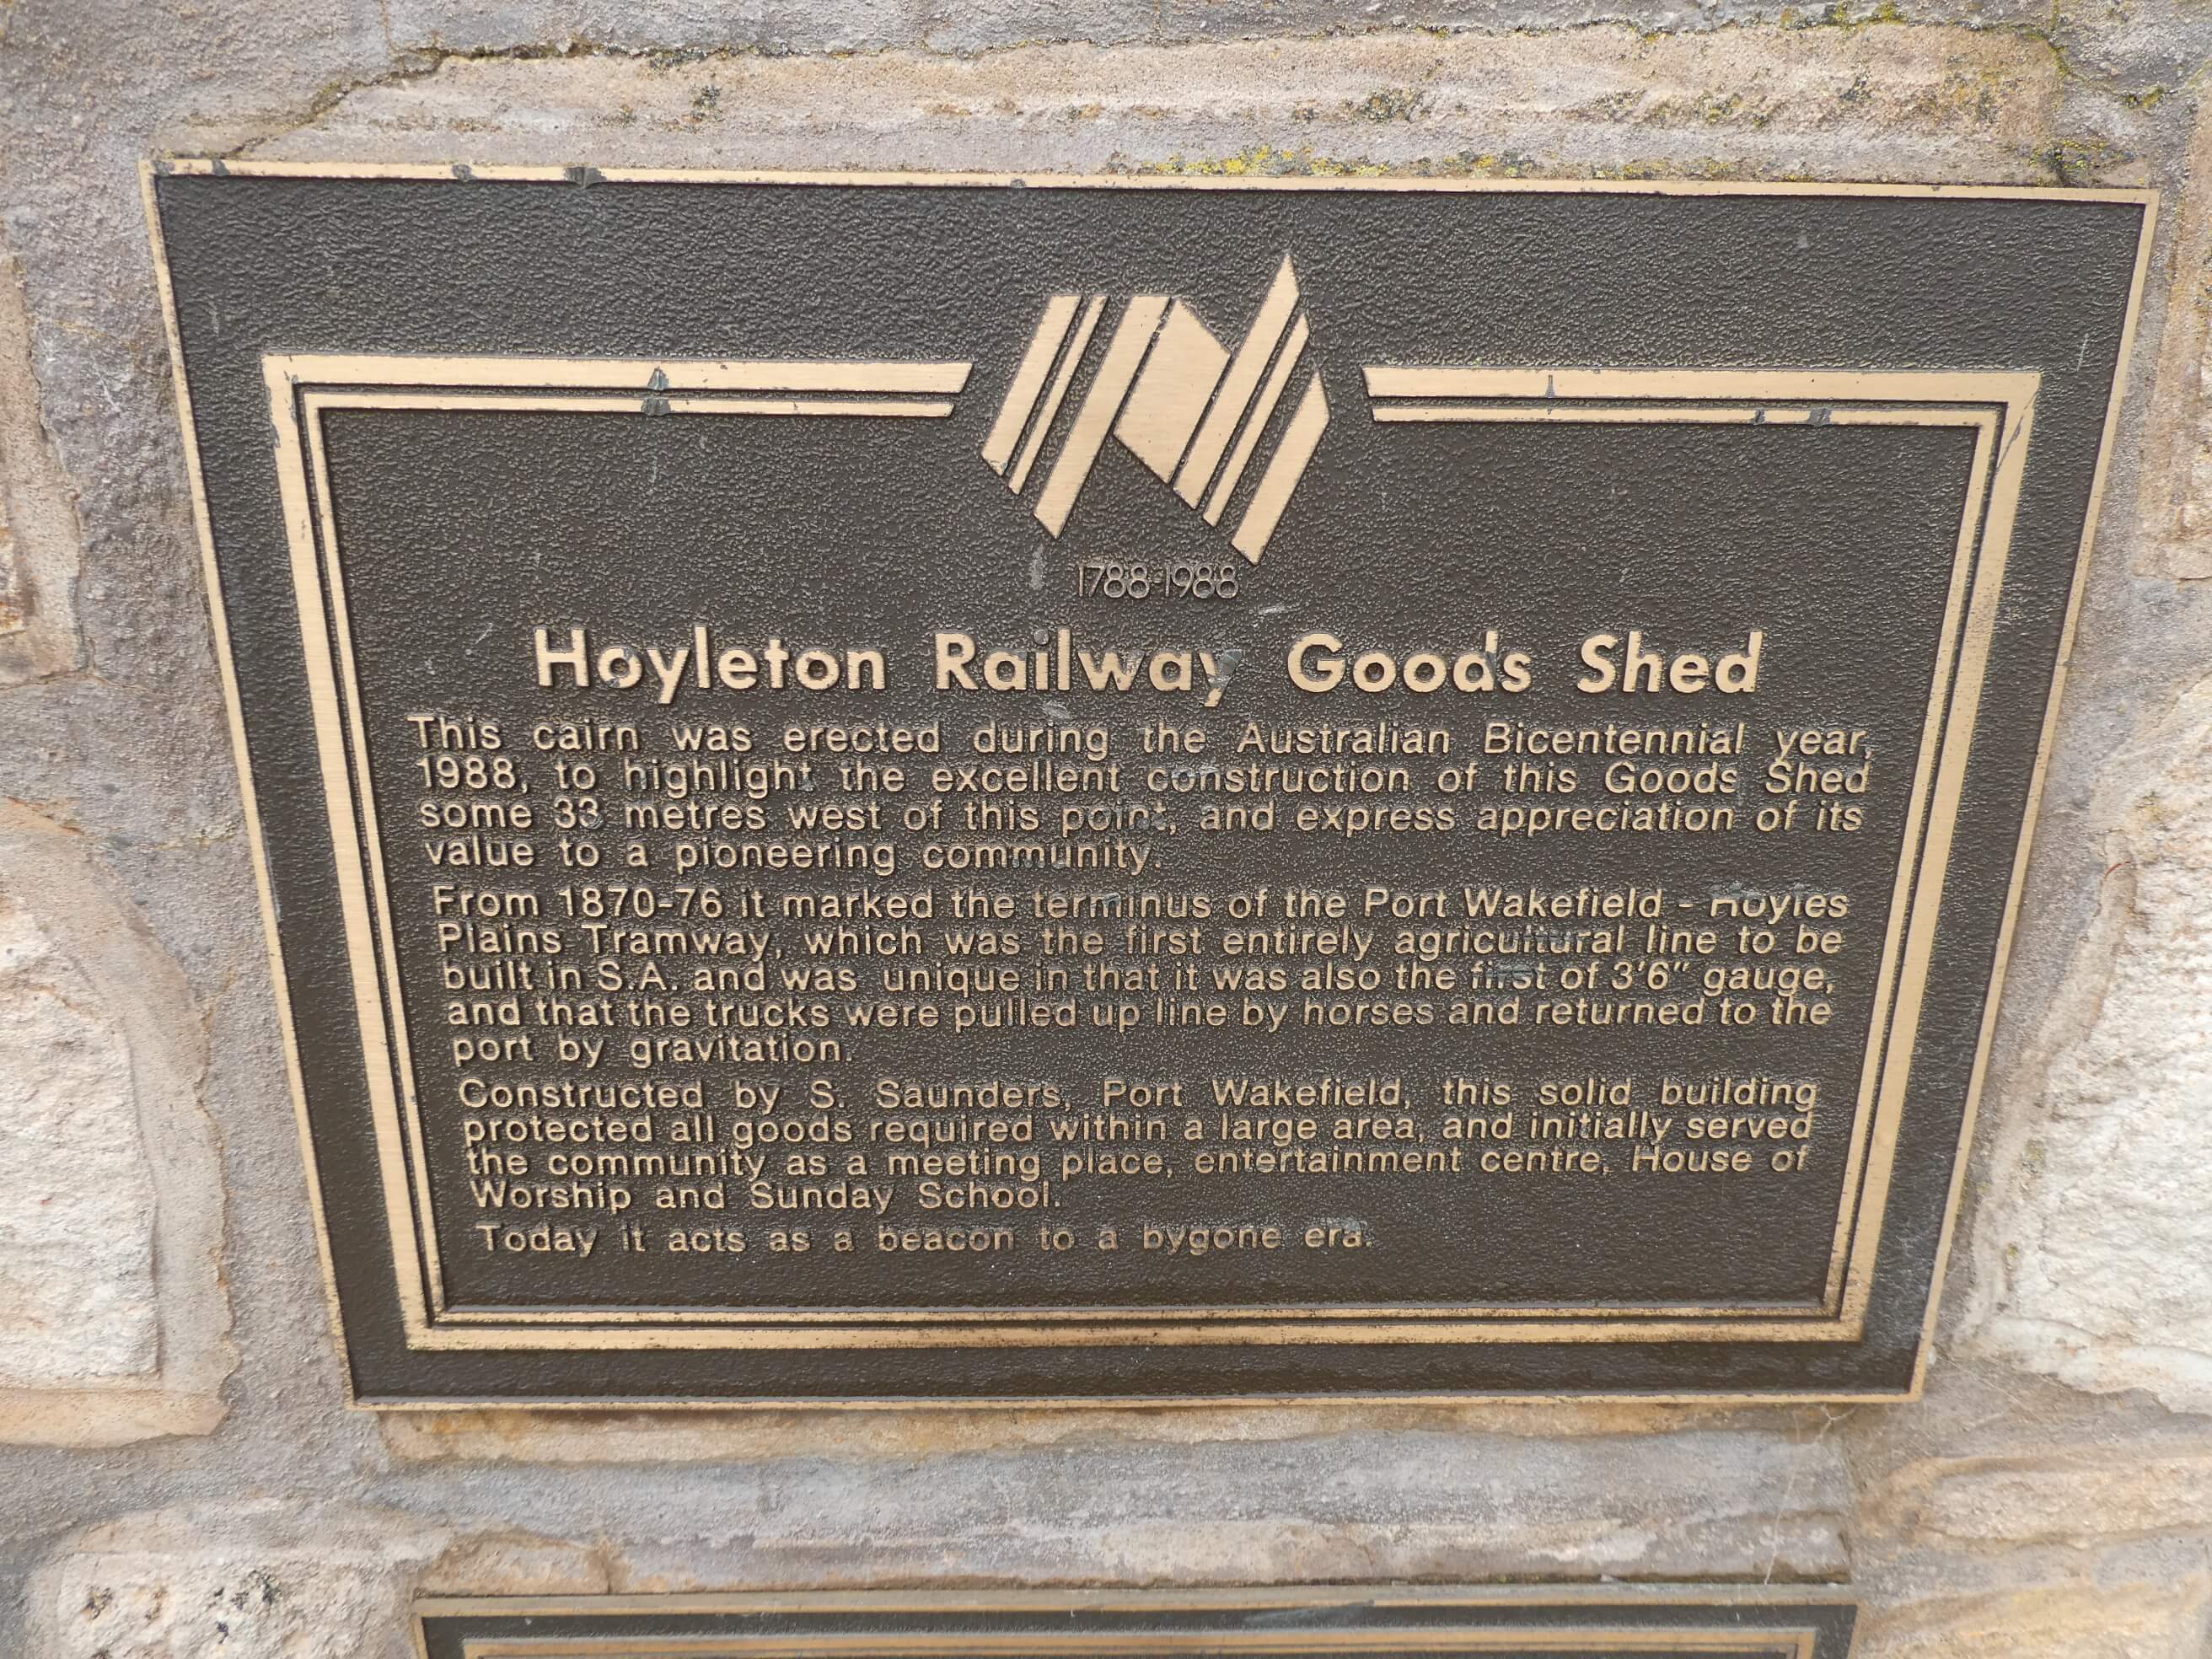 1788-1988
Hoyleton Railway Goods Shed
This cairn was erected during the Australian Bicentennial year,
1988, to highlight the excellent construction of this Goods Shed
some 33 metres west of this point, and express appreciation of its
value to a pioneering community.
From 1870-76 it marked the terminus of the Port Wakefield - Hoyles
Plains Tramway, which was the first entirely agricultural line to be
built in S.A. and was unique in that it was also the first of 3'6" gauge,
and that the trucks were pulled up line by horses and returned to the
port by gravitation.
Constructed by S. Saunders, Port Wakefield, this solid building
protected all goods required within a large area, and initially served
the community as a meeting place, entertainment centre, House of
Worship and Sunday School.
Today it acts as a beacon to a bygone era.